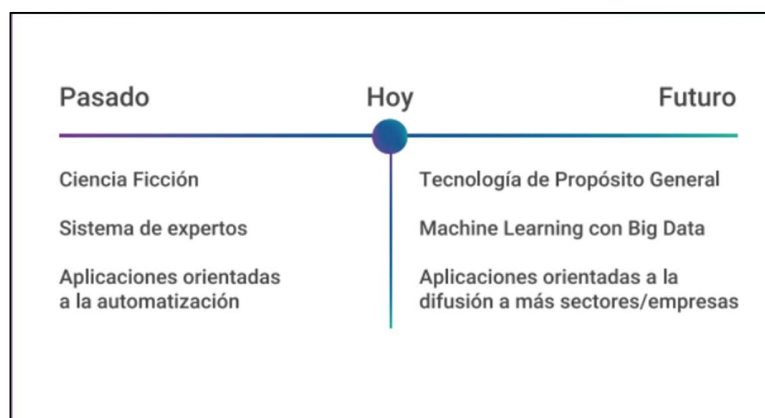 Pasado
Hoy
Futuro
Ciencia Ficción
Sistema de expertos
Aplicaciones orientadas
a la automatización
Tecnología de Propósito General
Machine Learning con Big Data
Aplicaciones orientadas a la
difusión a más sectores/empresas